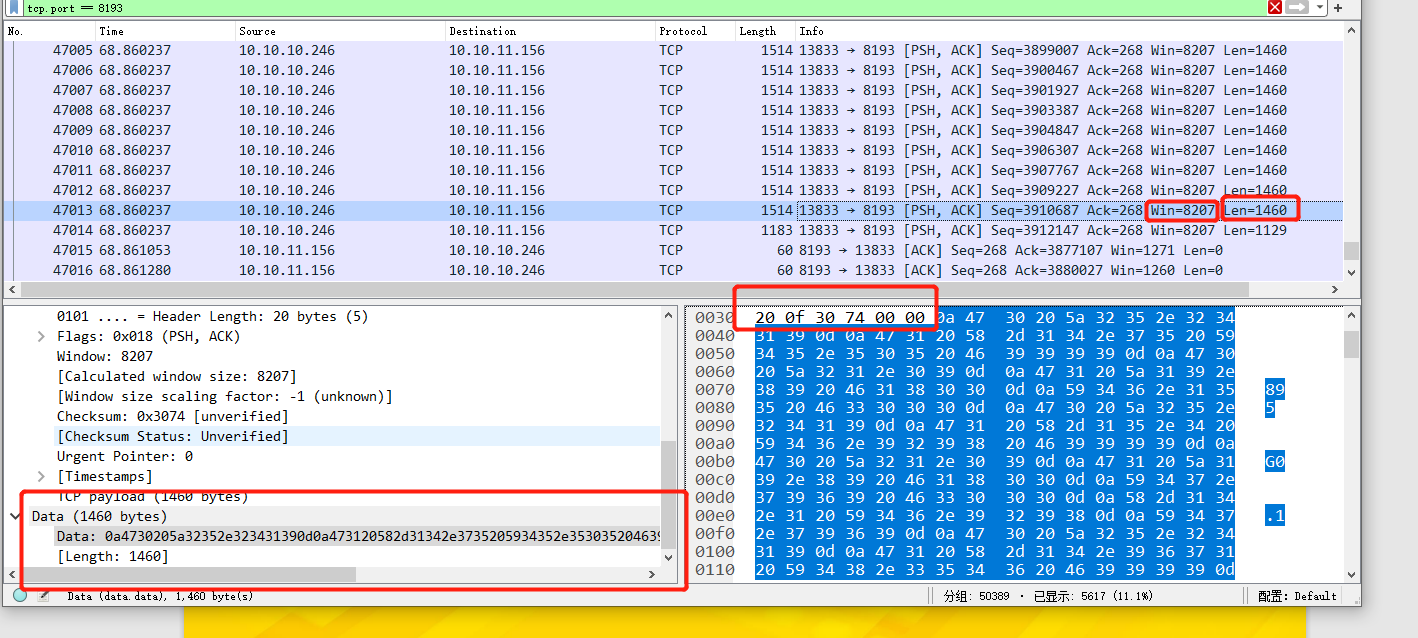 tcp.port == 8193
No. Time Source Destination Protocol Length Info
47005 68.860237 10.10.10.246 10.10.11.156 TCP 1514 13833 → 8193 [PSH, ACK] Seq=3899007 Ack=268 Win=8207 Len=1460
47006 68.860237 10.10.10.246 10.10.11.156 TCP 1514 13833 → 8193 [PSH, ACK] Seq=3900467 Ack=268 Win=8207 Len=1460
47007 68.860237 10.10.10.246 10.10.11.156 TCP 1514 13833 → 8193 [PSH, ACK] Seq=3901927 Ack=268 Win=8207 Len=1460
47008 68.860237 10.10.10.246 10.10.11.156 TCP 1514 13833 → 8193 [PSH, ACK] Seq=3903387 Ack=268 Win=8207 Len=1460
47009 68.860237 10.10.10.246 10.10.11.156 TCP 1514 13833 → 8193 [PSH, ACK] Seq=3904847 Ack=268 Win=8207 Len=1460
47010 68.860237 10.10.10.246 10.10.11.156 TCP 1514 13833 → 8193 [PSH, ACK] Seq=3906307 Ack=268 Win=8207 Len=1460
47011 68.860237 10.10.10.246 10.10.11.156 TCP 1514 13833 → 8193 [PSH, ACK] Seq=3907767 Ack=268 Win=8207 Len=1460
47012 68.860237 10.10.10.246 10.10.11.156 TCP 1514 13833 → 8193 [PSH, ACK] Seq=3909227 Ack=268 Win=8207 Len=1460
47013 68.860237 10.10.10.246 10.10.11.156 TCP 1514 13833 → 8193 [PSH, ACK] Seq=3910687 Ack=268 Win=8207 Len=1460
47014 68.860237 10.10.10.246 10.10.11.156 TCP 1183 13833 → 8193 [PSH, ACK] Seq=3912147 Ack=268 Win=8207 Len=1129
47015 68.861053 10.10.11.156 10.10.10.246 TCP 60 8193 → 13833 [ACK] Seq=268 Ack=3877107 Win=1271 Len=0
47016 68.861280 10.10.11.156 10.10.10.246 TCP 60 8193 → 13833 [ACK] Seq=268 Ack=3880027 Win=1260 Len=0
0101 .... = Header Length: 20 bytes (5)
Flags: 0x018 (PSH, ACK)
Window: 8207
[Calculated window size: 8207]
[Window size scaling factor: -1 (unknown)]
Checksum: 0x3074 [unverified]
[Checksum Status: Unverified]
Urgent Pointer: 0
[Timestamps]
TCP payload (1460 bytes)
Data (1460 bytes)
Data: 0a4730205a32352e323431390d0a473120582d31342e3735205934352e353035204639
[Length: 1460]
0030 20 0f 30 74 00 00 0a 47 30 20 5a 32 35 2e 32 34
0040 31 39 0d 0a 47 31 20 58 2d 31 34 2e 37 35 20 59
0050 34 35 2e 35 30 35 20 46 39 39 39 39 0d 0a 47 30
0060 20 5a 32 31 2e 30 39 0d 0a 47 31 20 5a 31 39 2e
0070 38 39 20 46 31 38 30 30 0d 0a 59 34 36 2e 31 35 89
0080 35 20 46 33 30 30 30 0d 0a 47 30 20 5a 32 35 2e 5
0090 32 34 31 39 0d 0a 47 31 20 58 2d 31 35 2e 34 20
00a0 59 34 36 2e 39 32 39 38 20 46 39 39 39 39 0d 0a
00b0 47 30 20 5a 32 31 2e 30 39 0d 0a 47 31 20 5a 31 G0
00c0 39 2e 38 39 20 46 31 38 30 30 0d 0a 59 34 37 2e
00d0 37 39 36 39 20 46 33 30 30 30 0d 0a 58 2d 31 34
00e0 2e 31 20 59 34 36 2e 39 32 39 38 0d 0a 59 34 37 .1
00f0 2e 37 39 36 39 0d 0a 47 30 20 5a 32 35 2e 32 34
0100 31 39 0d 0a 47 31 20 58 2d 31 34 2e 39 36 37 31
0110 20 59 34 38 2e 33 35 34 36 20 46 39 39 39 39 0d
Data (data.data), 1,460 byte(s) 分组: 50389 · 已显示: 5617 (11.1%) 配置: Default